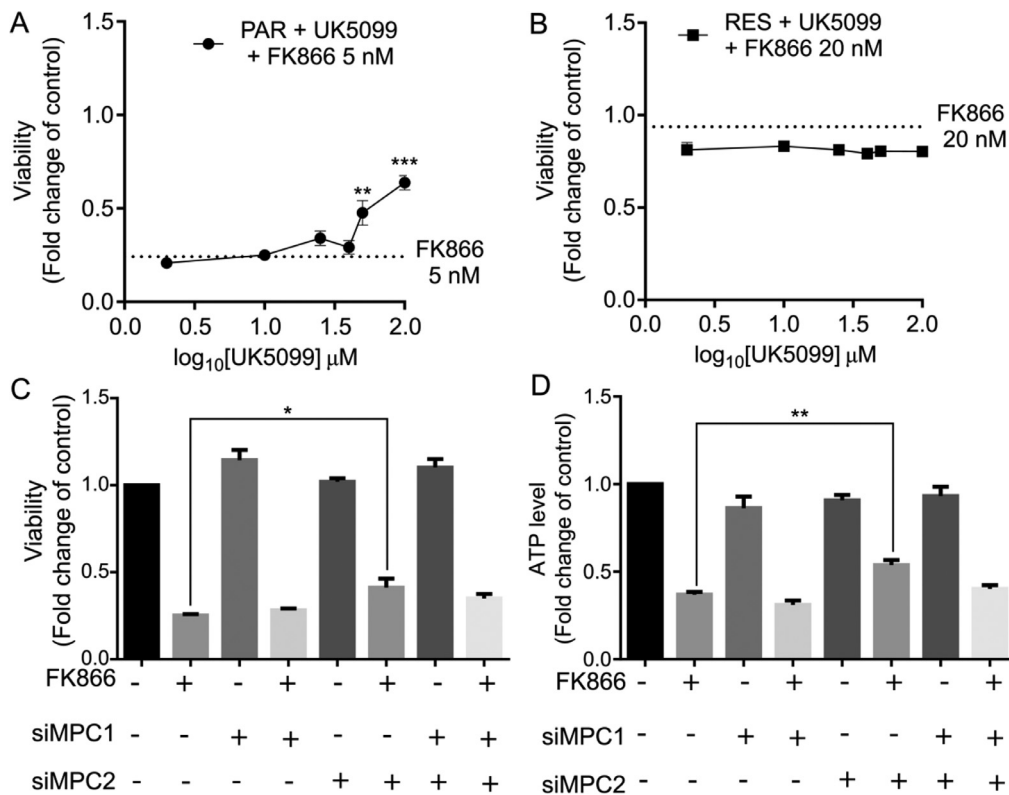 A
PAR + UK5099
+ FK866 5 nM
Viability
(Fold change of control)
1.5
1.0
0.5
0.0
**
***
FK866
5 nM
0.0 0.5 1.0 1.5 2.0
log10[UK5099] μM
B
RES + UK5099
+ FK866 20 nM
Viability
(Fold change of control)
1.5
1.0
0.5
0.0
FK866
20 nM
0.0 0.5 1.0 1.5 2.0
log10[UK5099] μM
C
Viability
(Fold change of control)
1.5
1.0
0.5
0.0
*
FK866 - + - + - + - +
siMPC1 - - + + - - + +
siMPC2 - - - - + + + +
D
ATP level
(Fold change of control)
1.5
1.0
0.5
0.0
**
FK866 - + - + - + - +
siMPC1 - - + + - - + +
siMPC2 - - - - + + + +